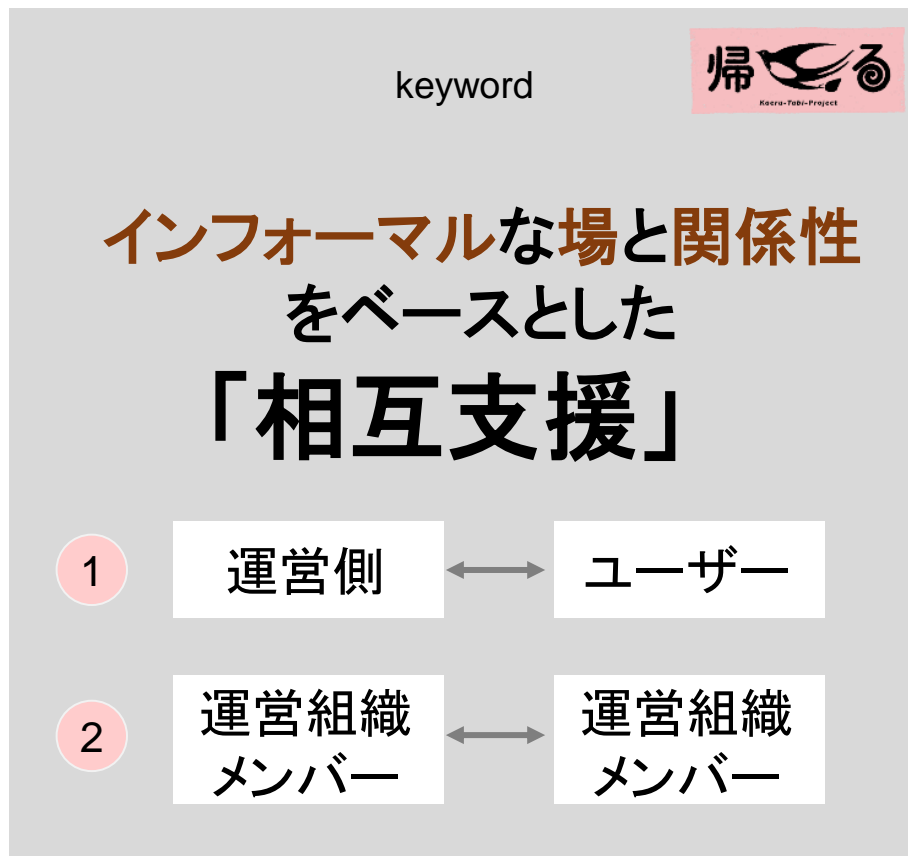 keyword
帰る
Kaeru-Tabi-Project
インフォーマルな場と関係性
をベースとした
「相互支援」
1
運営側
ユーザー
2
運営組織
メンバー
運営組織
メンバー